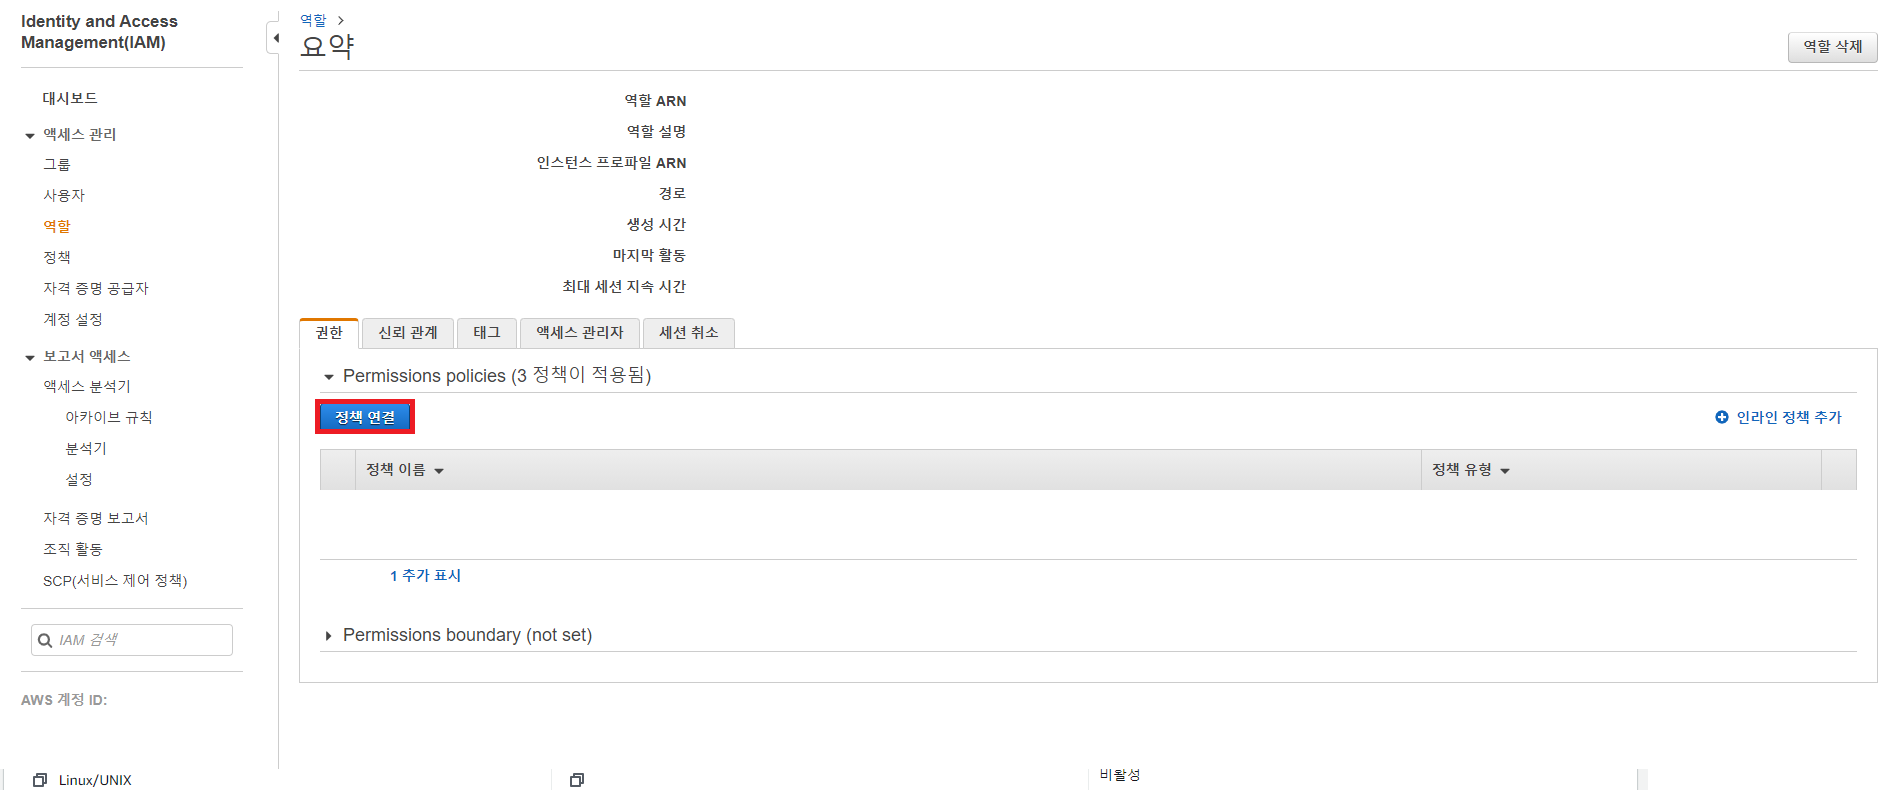 Identity and Access
Management(IAM)
대시보드
액세스 관리
그룹
사용자
역할
정책
자격 증명 공급자
계정 설정
보고서 액세스
액세스 분석기
아카이브 규칙
분석기
설정
자격 증명 보고서
조직 활동
SCP(서비스 제어 정책)
IAM 검색
AWS 계정 ID:
역할
요약
역할 삭제
역할 ARN
역할 설명
인스턴스 프로파일 ARN
경로
생성 시간
마지막 활동
최대 세션 지속 시간
권한 신뢰 관계 태그 액세스 관리자 세션 취소
Permissions policies (3 정책이 적용됨)
정책 연결 인라인 정책 추가
정책 이름 정책 유형
1 추가 표시
Permissions boundary (not set)
Linux/UNIX 비활성